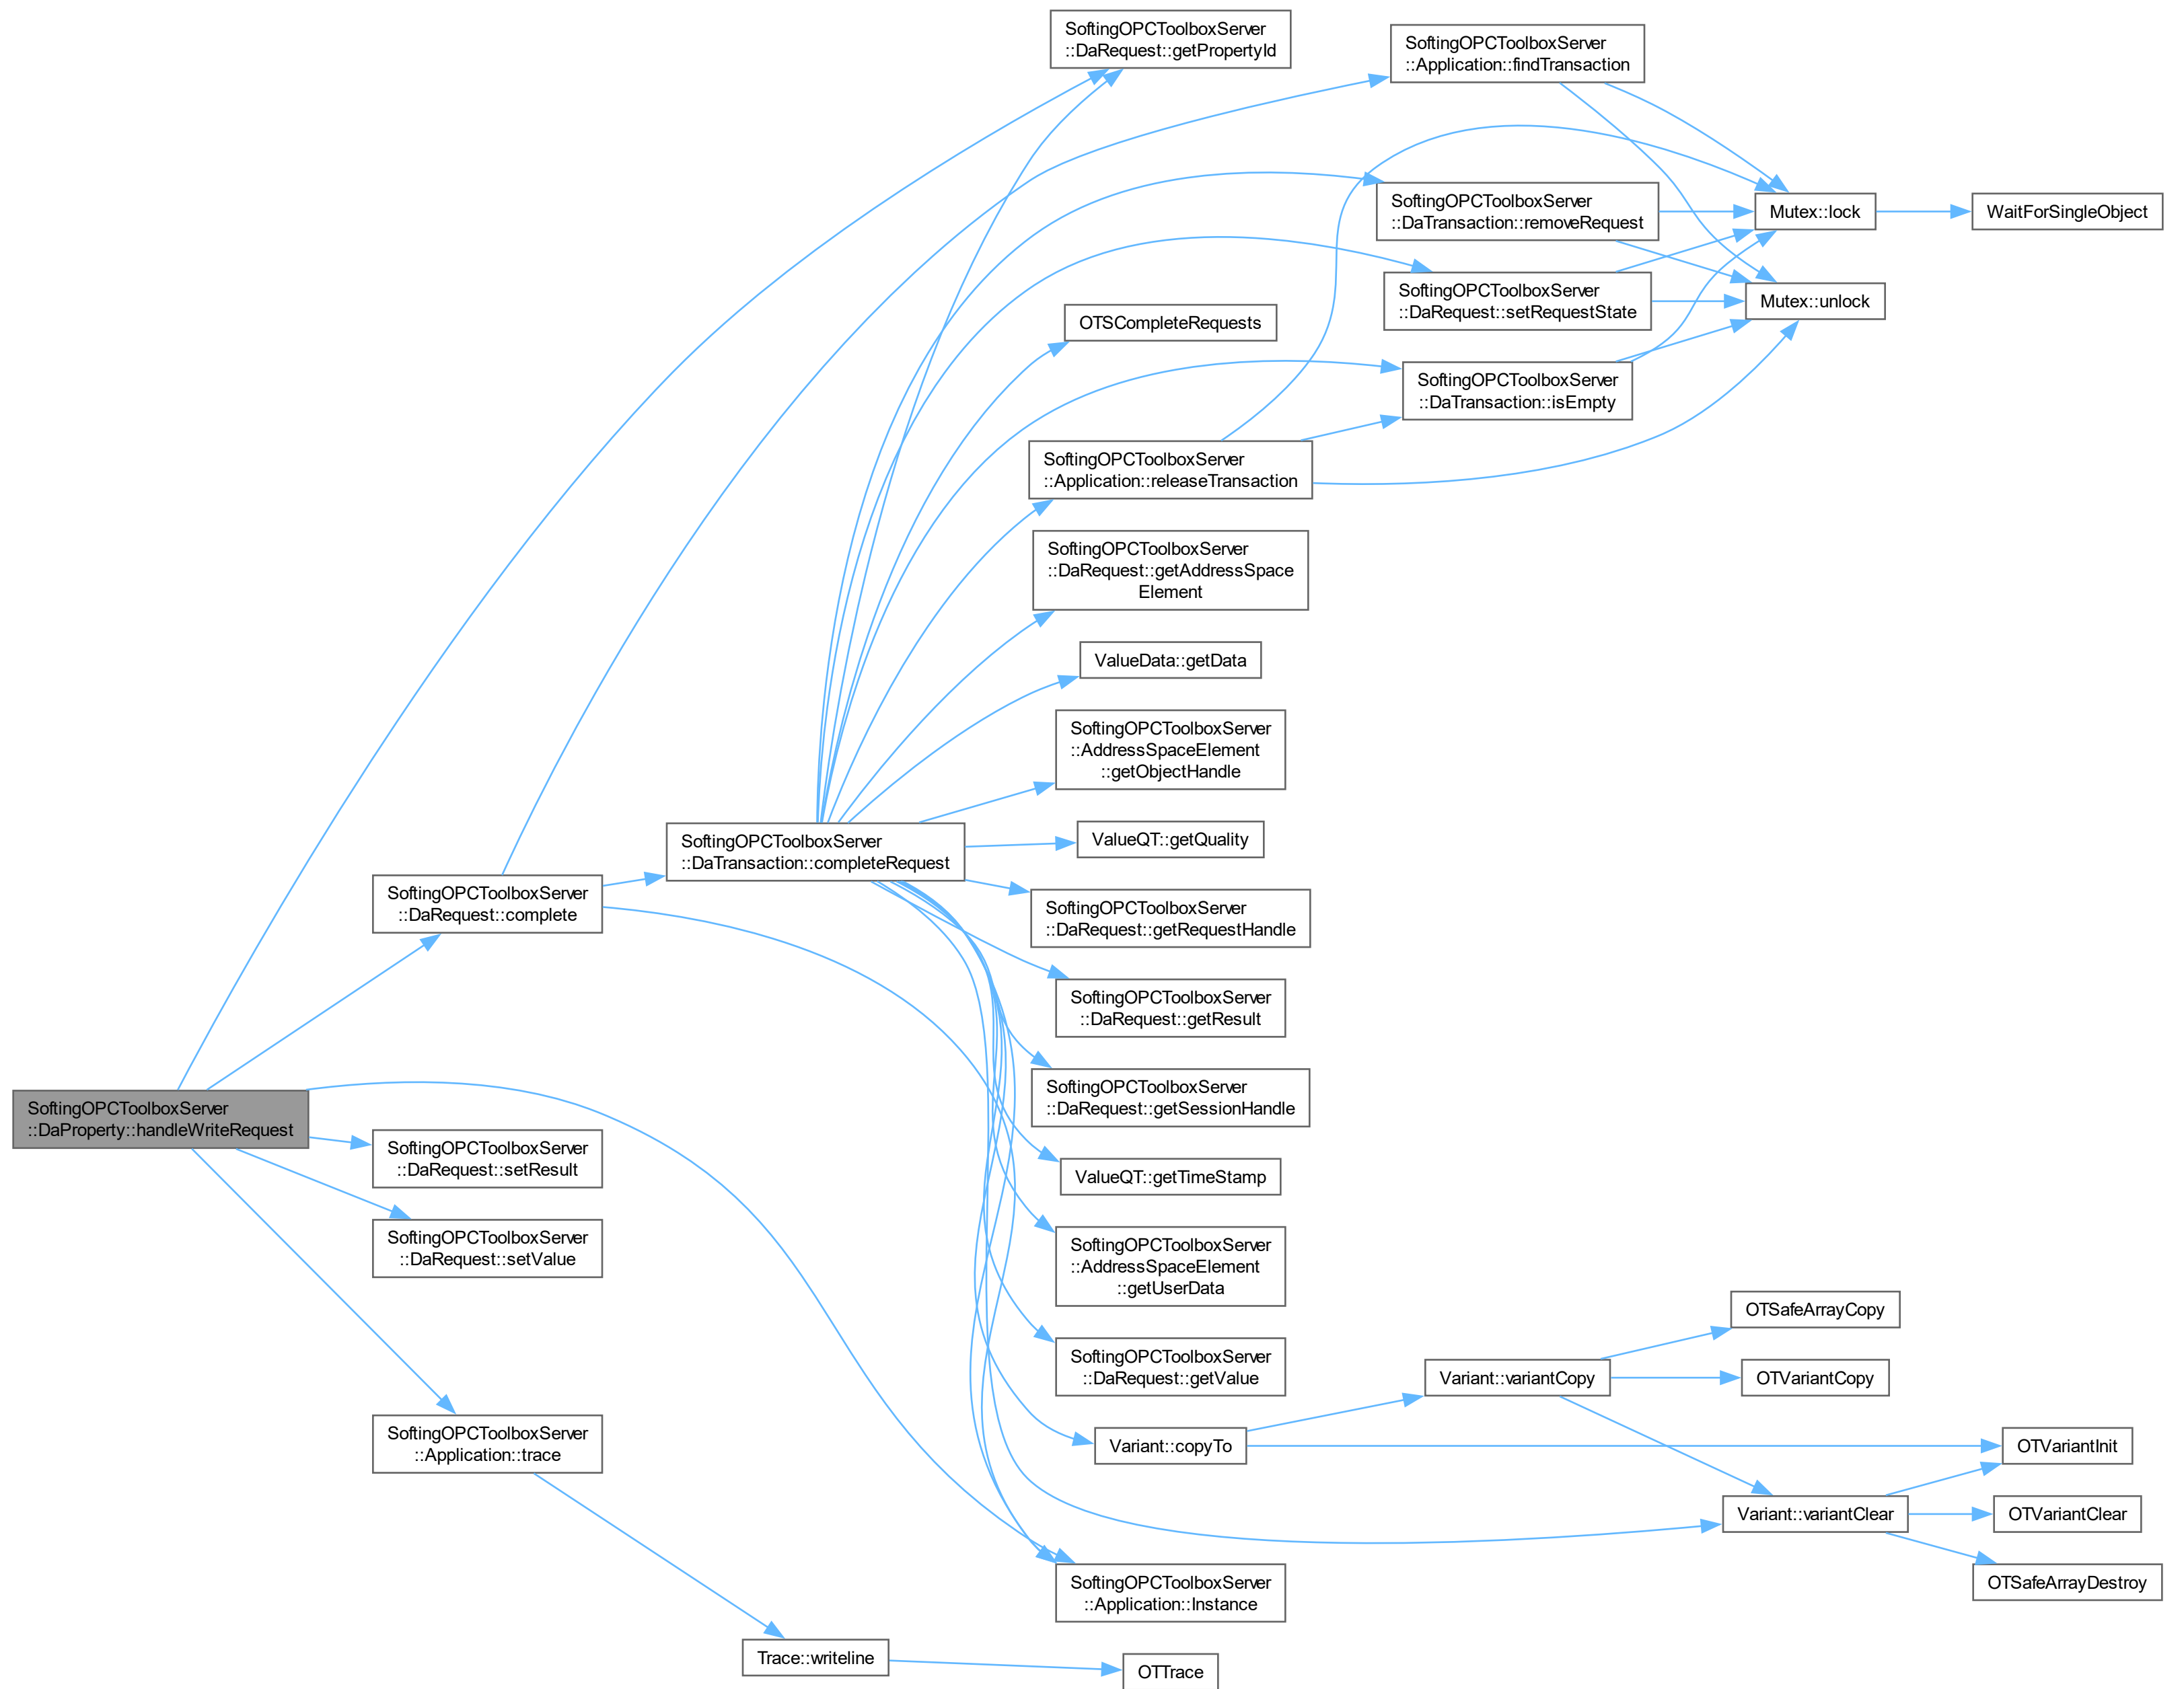 SoftingOPCToolboxServer
::DaRequest::getPropertyId
SoftingOPCToolboxServer
::Application::findTransaction
SoftingOPCToolboxServer
::DaTransaction::removeRequest
Mutex::lock
WaitForSingleObject
SoftingOPCToolboxServer
::DaRequest::setRequestState
Mutex::unlock
OTSCompleteRequests
SoftingOPCToolboxServer
::DaTransaction::isEmpty
SoftingOPCToolboxServer
::Application::releaseTransaction
SoftingOPCToolboxServer
::DaRequest::getAddressSpace
Element
ValueData::getData
SoftingOPCToolboxServer
::AddressSpaceElement
::getObjectHandle
SoftingOPCToolboxServer
::DaTransaction::completeRequest
ValueQT::getQuality
SoftingOPCToolboxServer
::DaRequest::complete
SoftingOPCToolboxServer
::DaRequest::getRequestHandle
SoftingOPCToolboxServer
::DaRequest::getResult
SoftingOPCToolboxServer
::DaRequest::getSessionHandle
SoftingOPCToolboxServer
::DaProperty::handleWriteRequest
SoftingOPCToolboxServer
::DaRequest::setResult
ValueQT::getTimeStamp
SoftingOPCToolboxServer
::DaRequest::setValue
SoftingOPCToolboxServer
::AddressSpaceElement
::getUserData
OTSafeArrayCopy
SoftingOPCToolboxServer
::DaRequest::getValue
Variant::variantCopy
OTVariantCopy
SoftingOPCToolboxServer
::Application::trace
Variant::copyTo
OTVariantInit
Variant::variantClear
OTVariantClear
OTSafeArrayDestroy
SoftingOPCToolboxServer
::Application::Instance
Trace::writeline
OTTrace